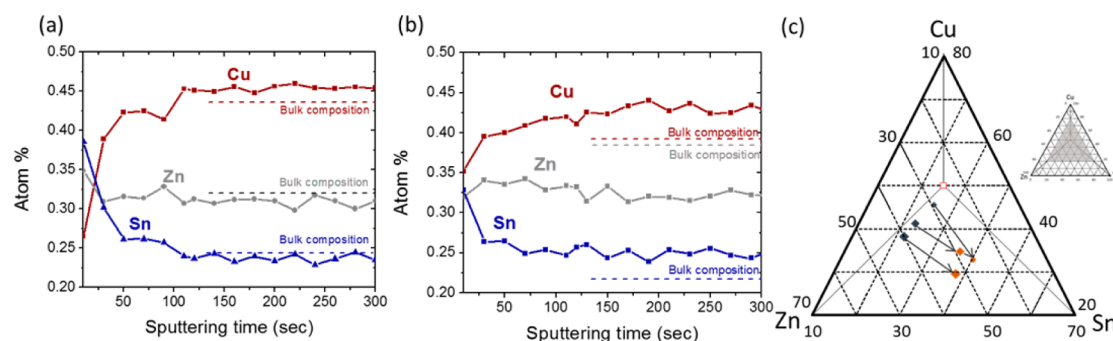 (a)
0.50
0.45
0.40
0.35
0.30
0.25
0.20
Atom %
Cu
Bulk composition
Zn
Bulk composition
Sn
Bulk composition
50
100
150
200
250
300
Sputtering time (sec)
(b)
0.50
0.45
0.40
0.35
0.30
0.25
0.20
Atom %
Cu
Bulk composition
Zn
Bulk composition
Sn
Bulk composition
50
100
150
200
250
300
Sputtering time (sec)
(c)
Cu
10 80
30 60
50 40
70 20
Zn Sn
10 30 50 70
Cu
Zn